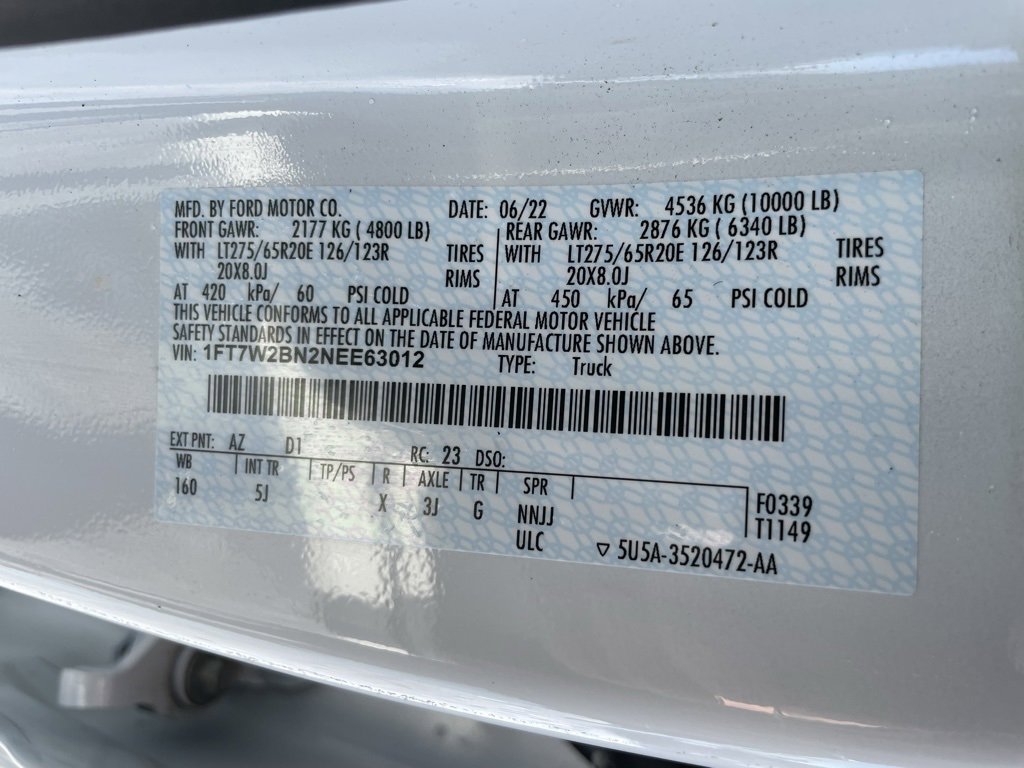 MFD. BY FORD MOTOR CO. DATE: 06/22 GVWR: 4536 KG (10000 LB)
FRONT GAWR: 2177 KG ( 4800 LB) REAR GAWR: 2876 KG ( 6340 LB)
WITH LT275/65R20E 126/123R TIRES WITH LT275/65R20E 126/123R TIRES
20X8.0J RIMS 20X8.0J RIMS
AT 420 kPa/ 60 PSI COLD AT 450 kPa/ 65 PSI COLD
THIS VEHICLE CONFORMS TO ALL APPLICABLE FEDERAL MOTOR VEHICLE
SAFETY STANDARDS IN EFFECT ON THE DATE OF MANUFACTURE SHOWN ABOVE.
VIN: 1FT7W2BN2NEE63012 TYPE: Truck
EXT PNT: AZ D1 RC: 23 DSO:
WB INT TR TP/PS R AXLE TR SPR
160 5J X 3J G NNJJ F0339
ULC T1149
▽ 5U5A-3520472-AA